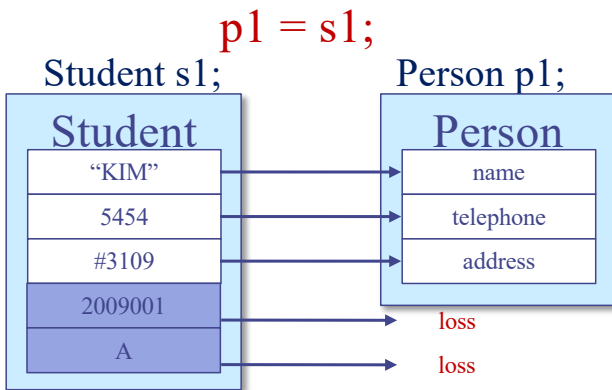 p1 = s1;
Student s1;
Person p1;
Student
Person
“KIM”
name
5454
telephone
#3109
address
2009001
loss
A
loss